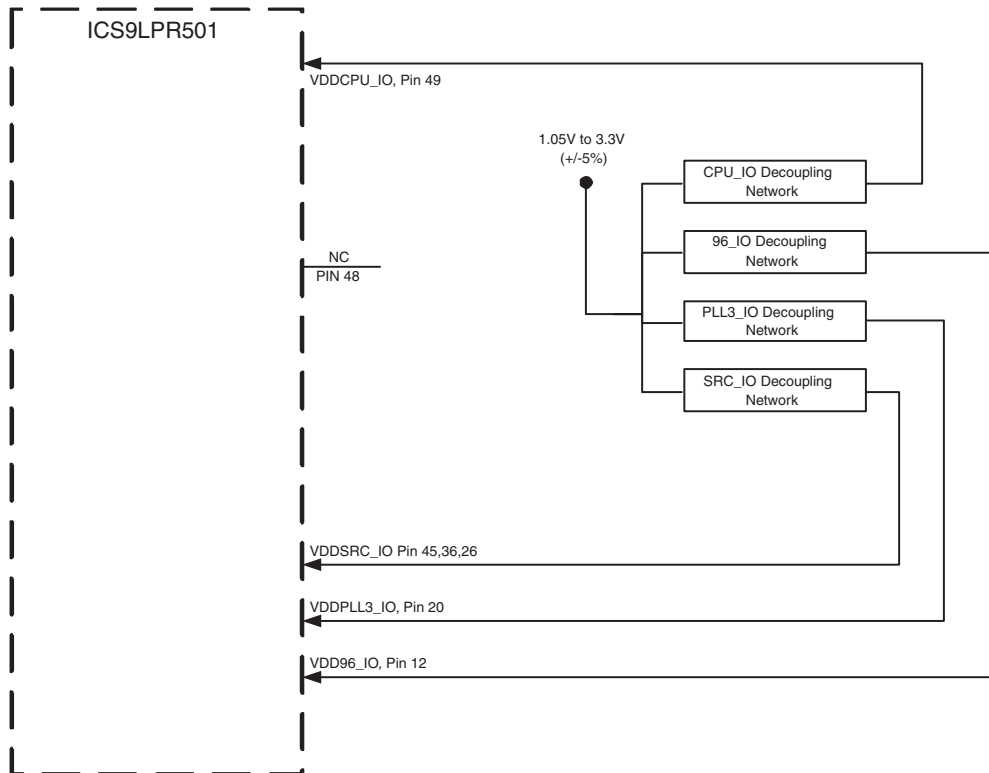 ICS9LPR501
VDDCPU_IO, Pin 49
1.05V to 3.3V
(+/-5%)
CPU_IO Decoupling
Network
96_IO Decoupling
Network
NC
PIN 48
PLL3_IO Decoupling
Network
SRC_IO Decoupling
Network
VDDSRC_IO Pin 45,36,26
VDDPLL3_IO, Pin 20
VDD96_IO, Pin 12